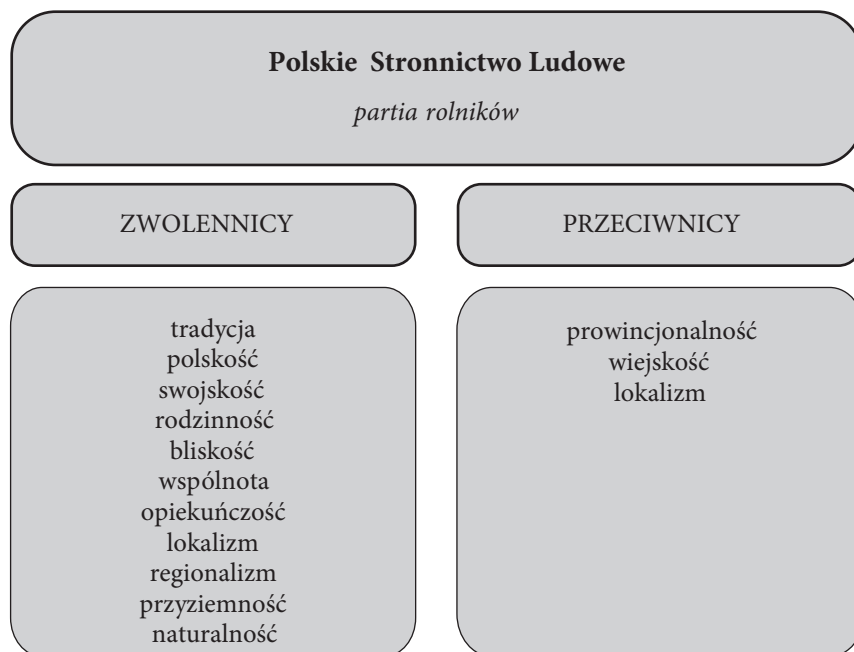 Polskie Stronnictwo Ludowe
partia rolników
ZWOLENNICY
PRZECIWNICY
tradycja
polskość
swojskość
rodzinność
bliskość
wspólnota
opiekuńczość
lokalizm
regionalizm
przyziemność
naturalność
prowincjonalność
wiejskość
lokalizm